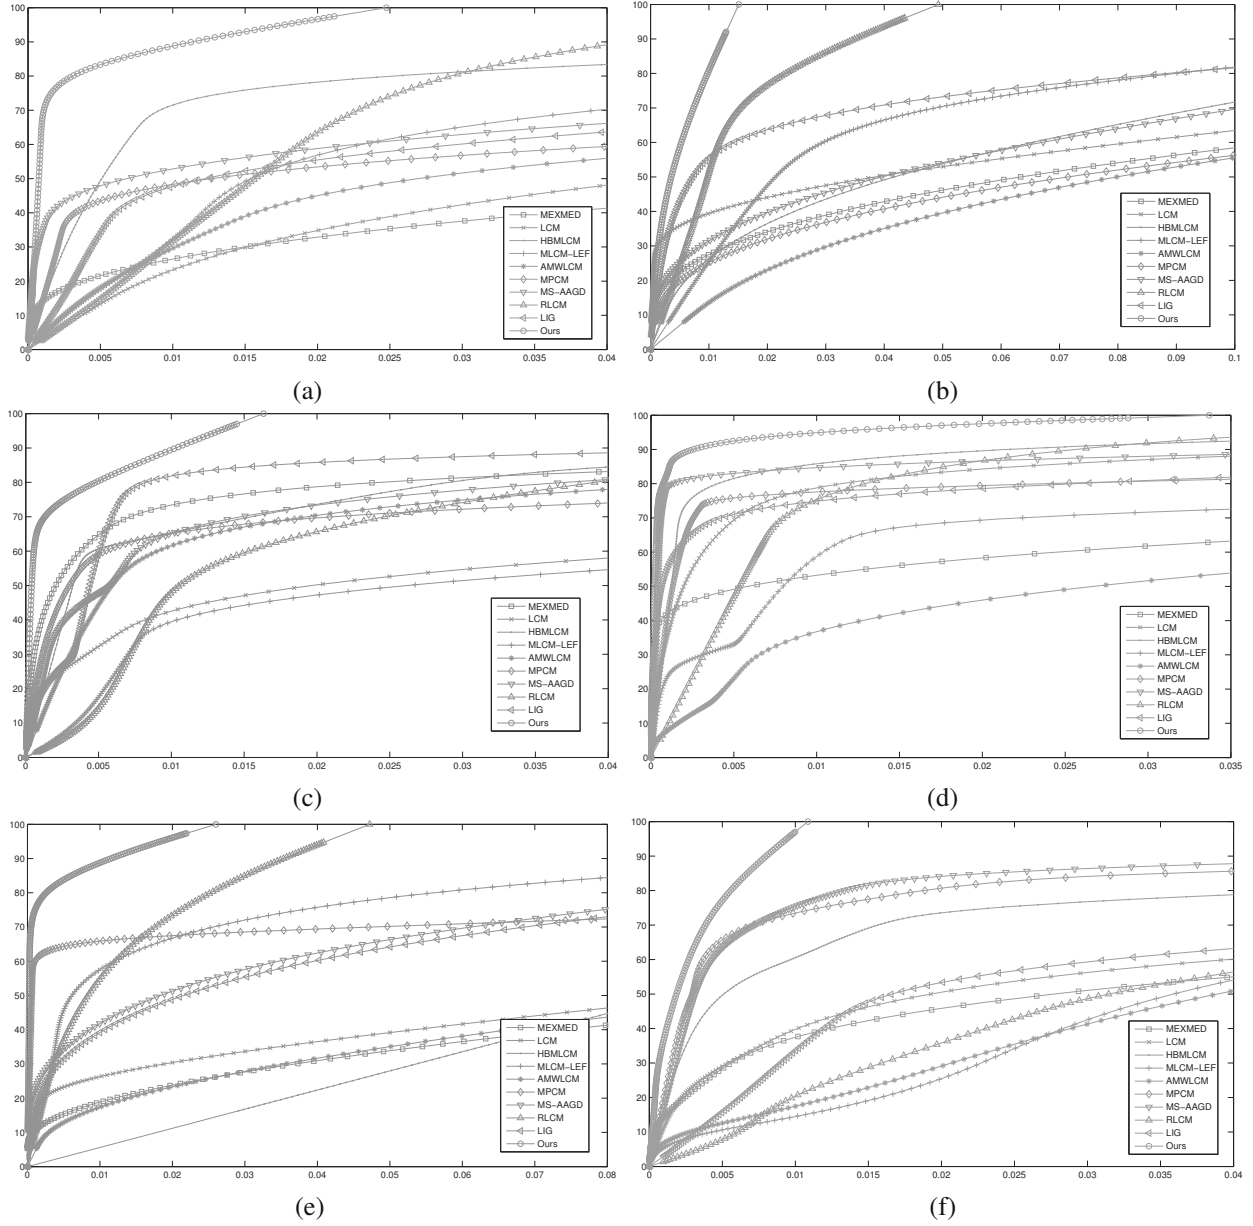 100
90
80
70
60
50
40
30
20
10
0
0 0.005 0.01 0.015 0.02 0.025 0.03 0.035 0.04
MEXMED
LCM
HBMLCM
MLCM-LEF
AMWLCM
MPCM
MS-AAGD
RLCM
LIG
Ours
(a)
100
90
80
70
60
50
40
30
20
10
0
0 0.01 0.02 0.03 0.04 0.05 0.06 0.07 0.08 0.09 0.1
MEXMED
LCM
HBMLCM
MLCM-LEF
AMWLCM
MPCM
MS-AAGD
RLCM
LIG
Ours
(b)
100
90
80
70
60
50
40
30
20
10
0
0 0.005 0.01 0.015 0.02 0.025 0.03 0.035 0.04
MEXMED
LCM
HBMLCM
MLCM-LEF
AMWLCM
MPCM
MS-AAGD
RLCM
LIG
Ours
(c)
100
90
80
70
60
50
40
30
20
10
0
0 0.005 0.01 0.015 0.02 0.025 0.03 0.035
MEXMED
LCM
HBMLCM
MLCM-LEF
AMWLCM
MPCM
MS-AAGD
RLCM
LIG
Ours
(d)
100
90
80
70
60
50
40
30
20
10
0
0 0.01 0.02 0.03 0.04 0.05 0.06 0.07 0.08
MEXMED
LCM
HBMLCM
MLCM-LEF
AMWLCM
MPCM
MS-AAGD
RLCM
LIG
Ours
(e)
100
90
80
70
60
50
40
30
20
10
0
0 0.005 0.01 0.015 0.02 0.025 0.03 0.035 0.04
MEXMED
LCM
HBMLCM
MLCM-LEF
AMWLCM
MPCM
MS-AAGD
RLCM
LIG
Ours
(f)